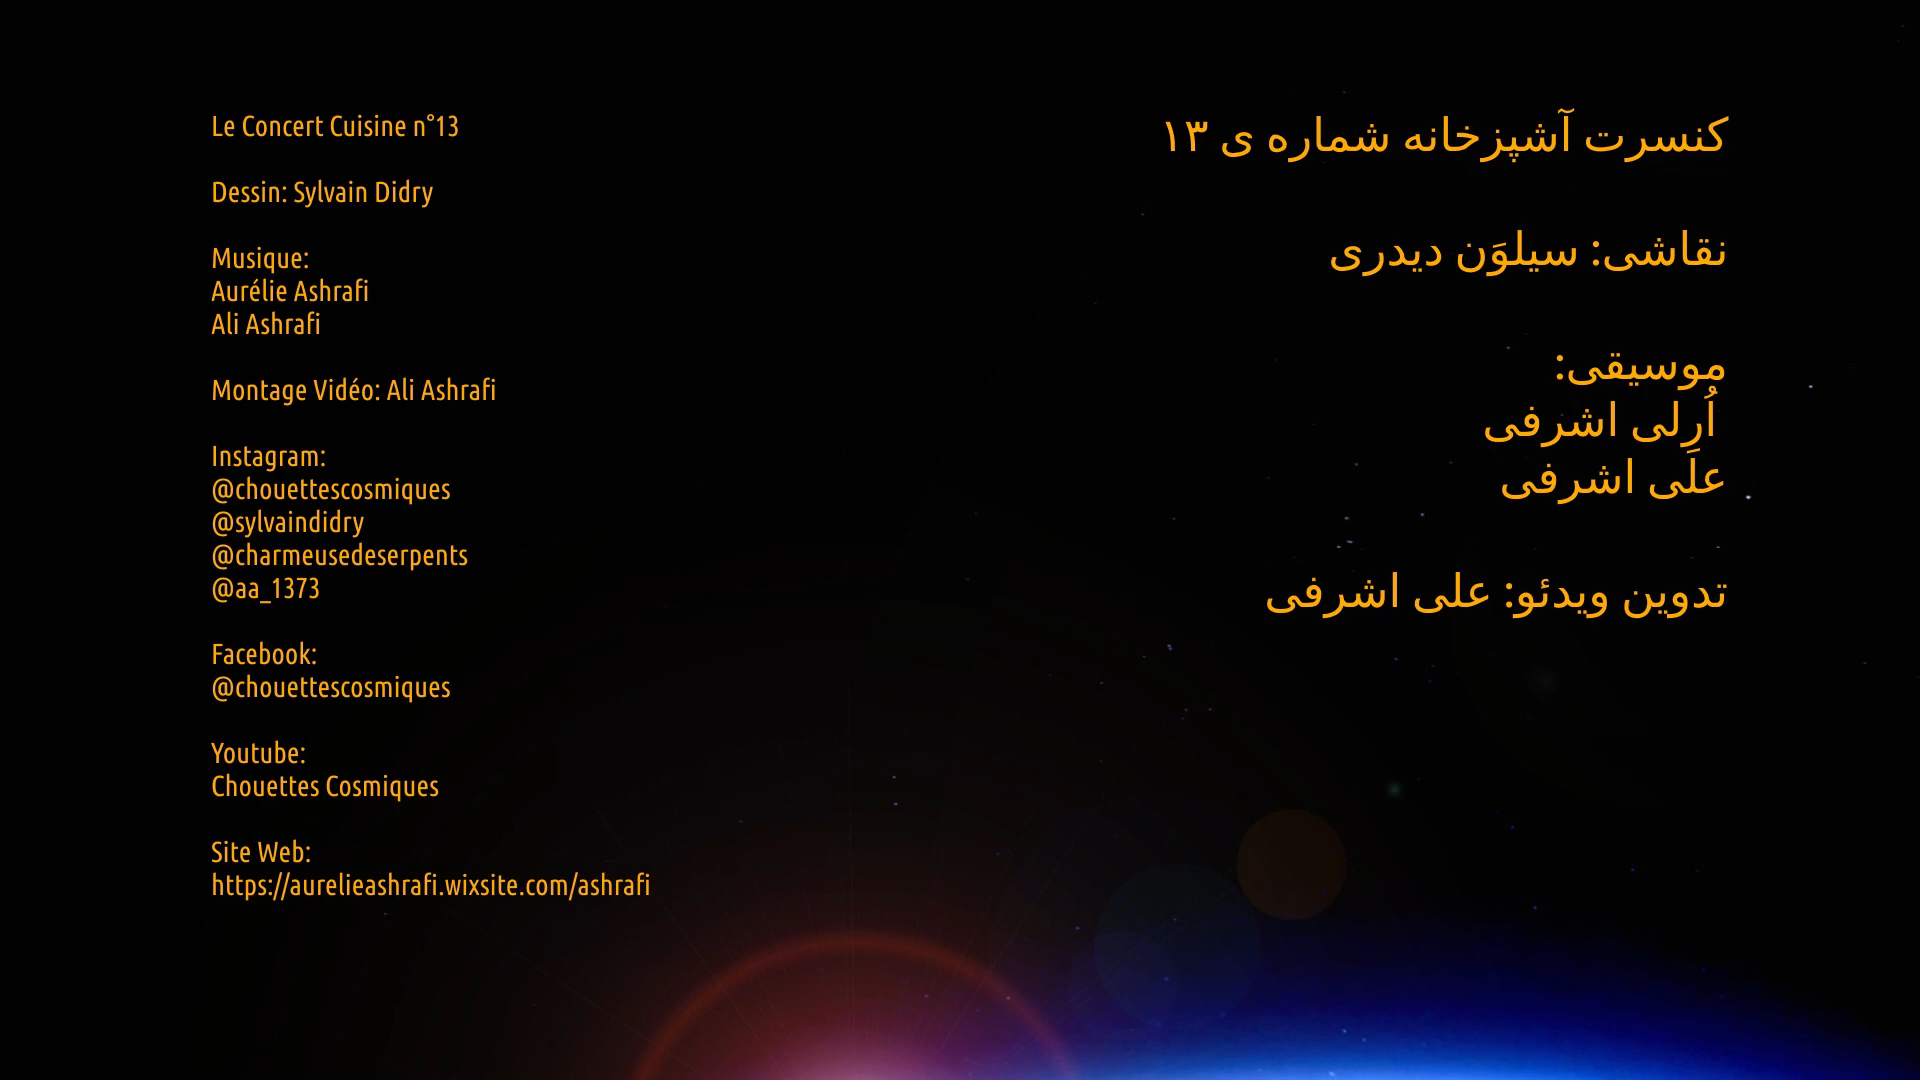 Le Concert Cuisine n°13
Dessin: Sylvain Didry
Musique:
Aurélie Ashrafi
Ali Ashrafi
Montage Vidéo: Ali Ashrafi
Instagram:
@chouettescosmiques
@sylvaindidry
@charmeusedeserpents
@aa_1373
Facebook:
@chouettescosmiques
Youtube:
Chouettes Cosmiques
Site Web:
https://aurelieashrafi.wixsite.com/ashrafi
کنسرت آشپزخانه شماره ی ۱۳
نقاشی: سیلوَن دیدری
موسیقی:
اُرِلی اشرفی
علی اشرفی
تدوین ویدئو: علی اشرفی